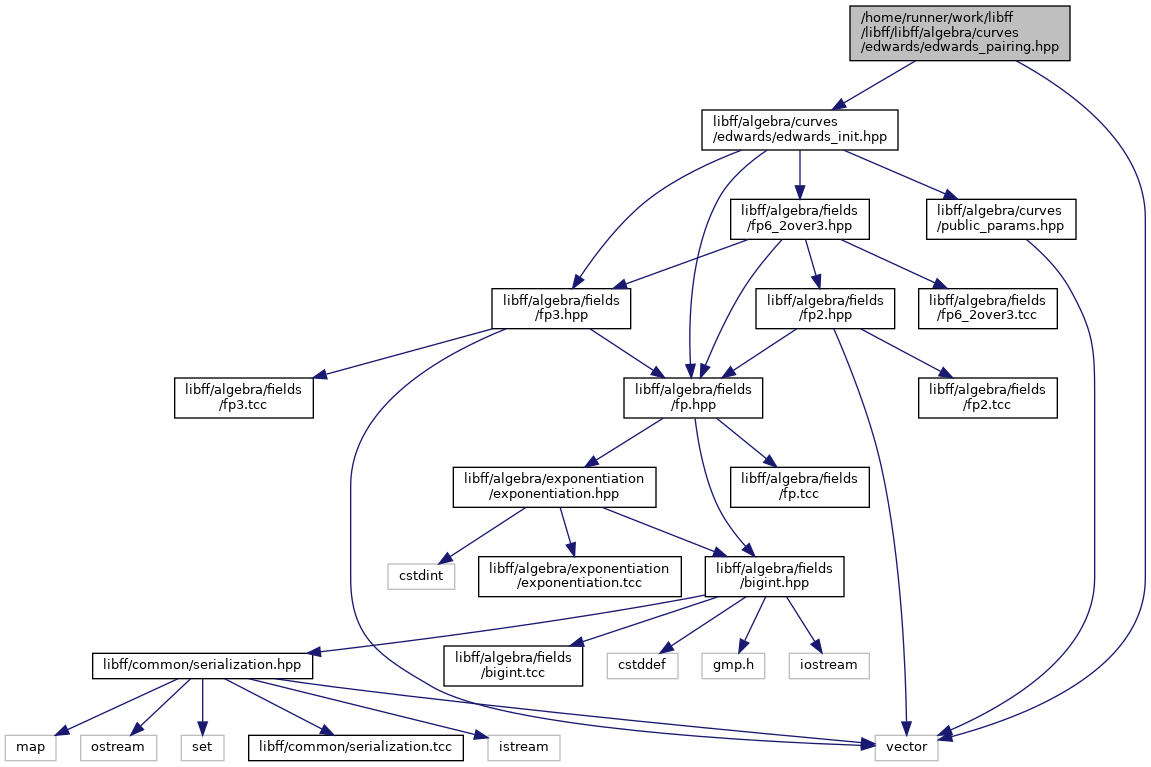 /home/runner/work/libff
/libff/libff/algebra/curves
/edwards/edwards_pairing.hpp
libff/algebra/curves
/edwards/edwards_init.hpp
libff/algebra/fields
/fp6_2over3.hpp
libff/algebra/curves
/public_params.hpp
libff/algebra/fields
/fp3.hpp
libff/algebra/fields
/fp2.hpp
libff/algebra/fields
/fp6_2over3.tcc
libff/algebra/fields
/fp3.tcc
libff/algebra/fields
/fp.hpp
libff/algebra/fields
/fp2.tcc
libff/algebra/exponentiation
/exponentiation.hpp
libff/algebra/fields
/fp.tcc
cstdint
libff/algebra/exponentiation
/exponentiation.tcc
libff/algebra/fields
/bigint.hpp
libff/common/serialization.hpp
libff/algebra/fields
/bigint.tcc
cstddef
gmp.h
iostream
map
ostream
set
libff/common/serialization.tcc
istream
vector